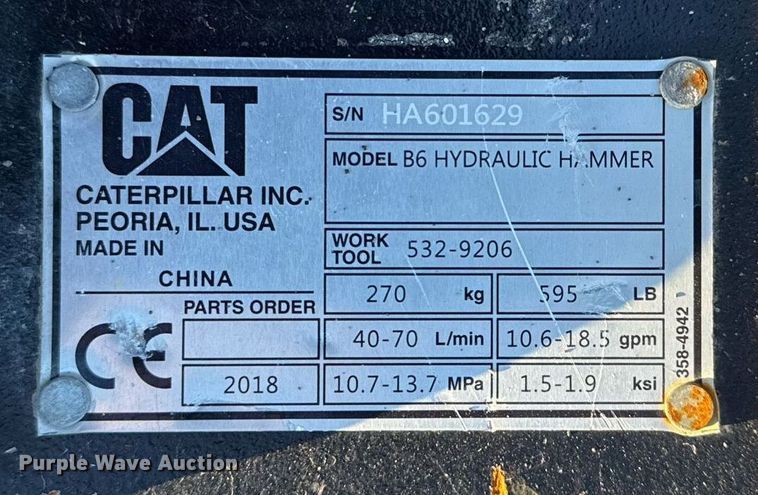 CAT
CATERPILLAR INC.
PEORIA, IL. USA
MADE IN
CHINA
PARTS ORDER
2018
S/N HA601629
MODEL B6 HYDRAULIC HAMMER
WORK TOOL 532-9206
270 kg 595 LB
40-70 L/min 10.6-18.5 gpm
10.7-13.7 MPa 1.5-1.9 ksi
358-4942
CE
Purple Wave Auction